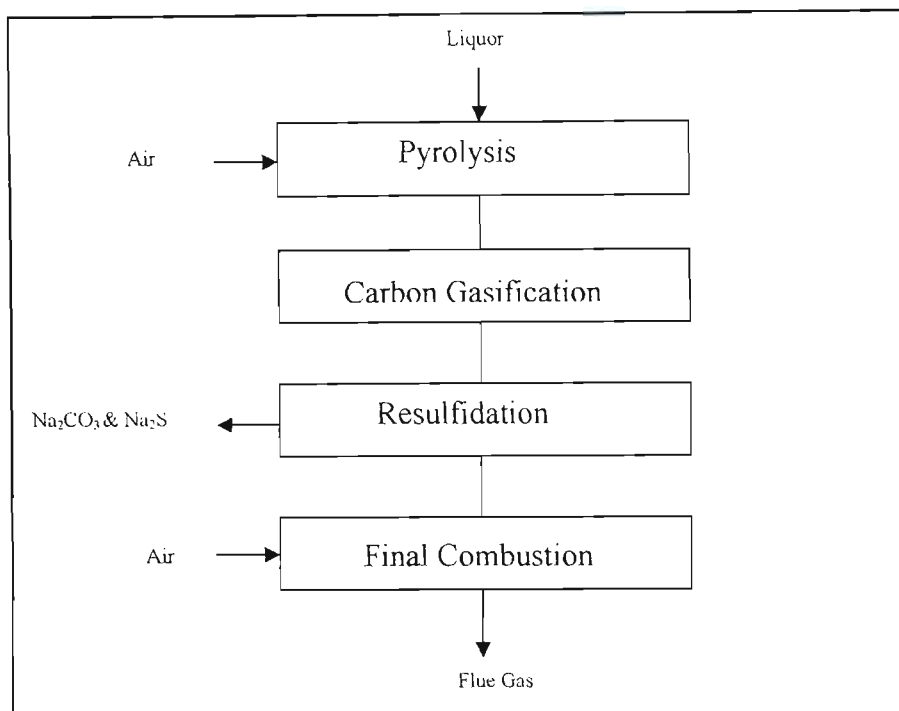 Liquor
Air
Pyrolysis
Carbon Gasification
Resulfidation
Na₂CO₃ & Na₂S
Air
Final Combustion
Flue Gas